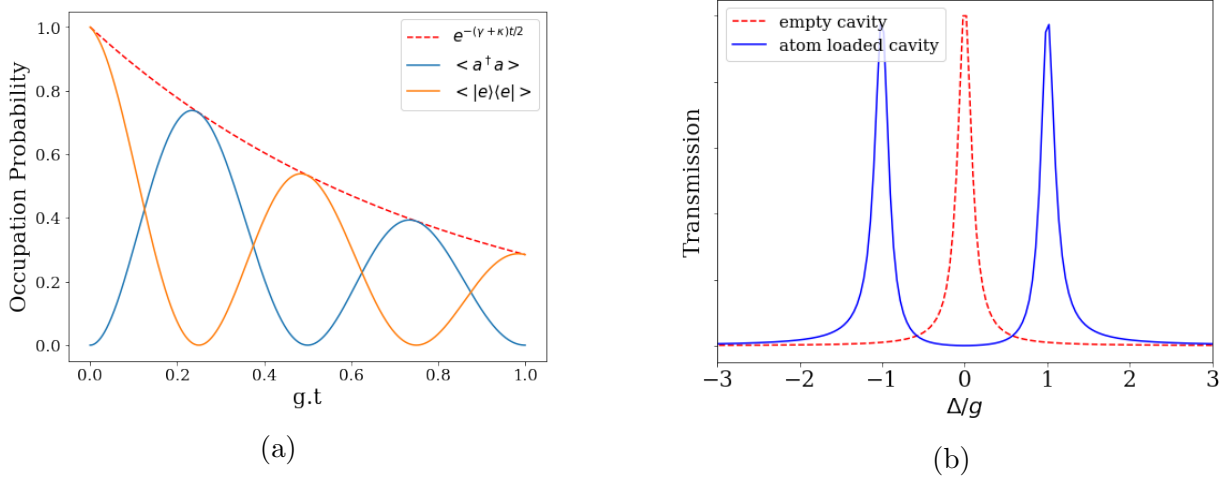 Occupation Probability
1.0
0.8
0.6
0.4
0.2
0.0
0.0 0.2 0.4 0.6 0.8 1.0
g.t
e^{-(γ+κ)t/2}
<a†a>
<|e⟩⟨e|>
(a)
Transmission
empty cavity
atom loaded cavity
−3 −2 −1 0 1 2 3
Δ/g
(b)